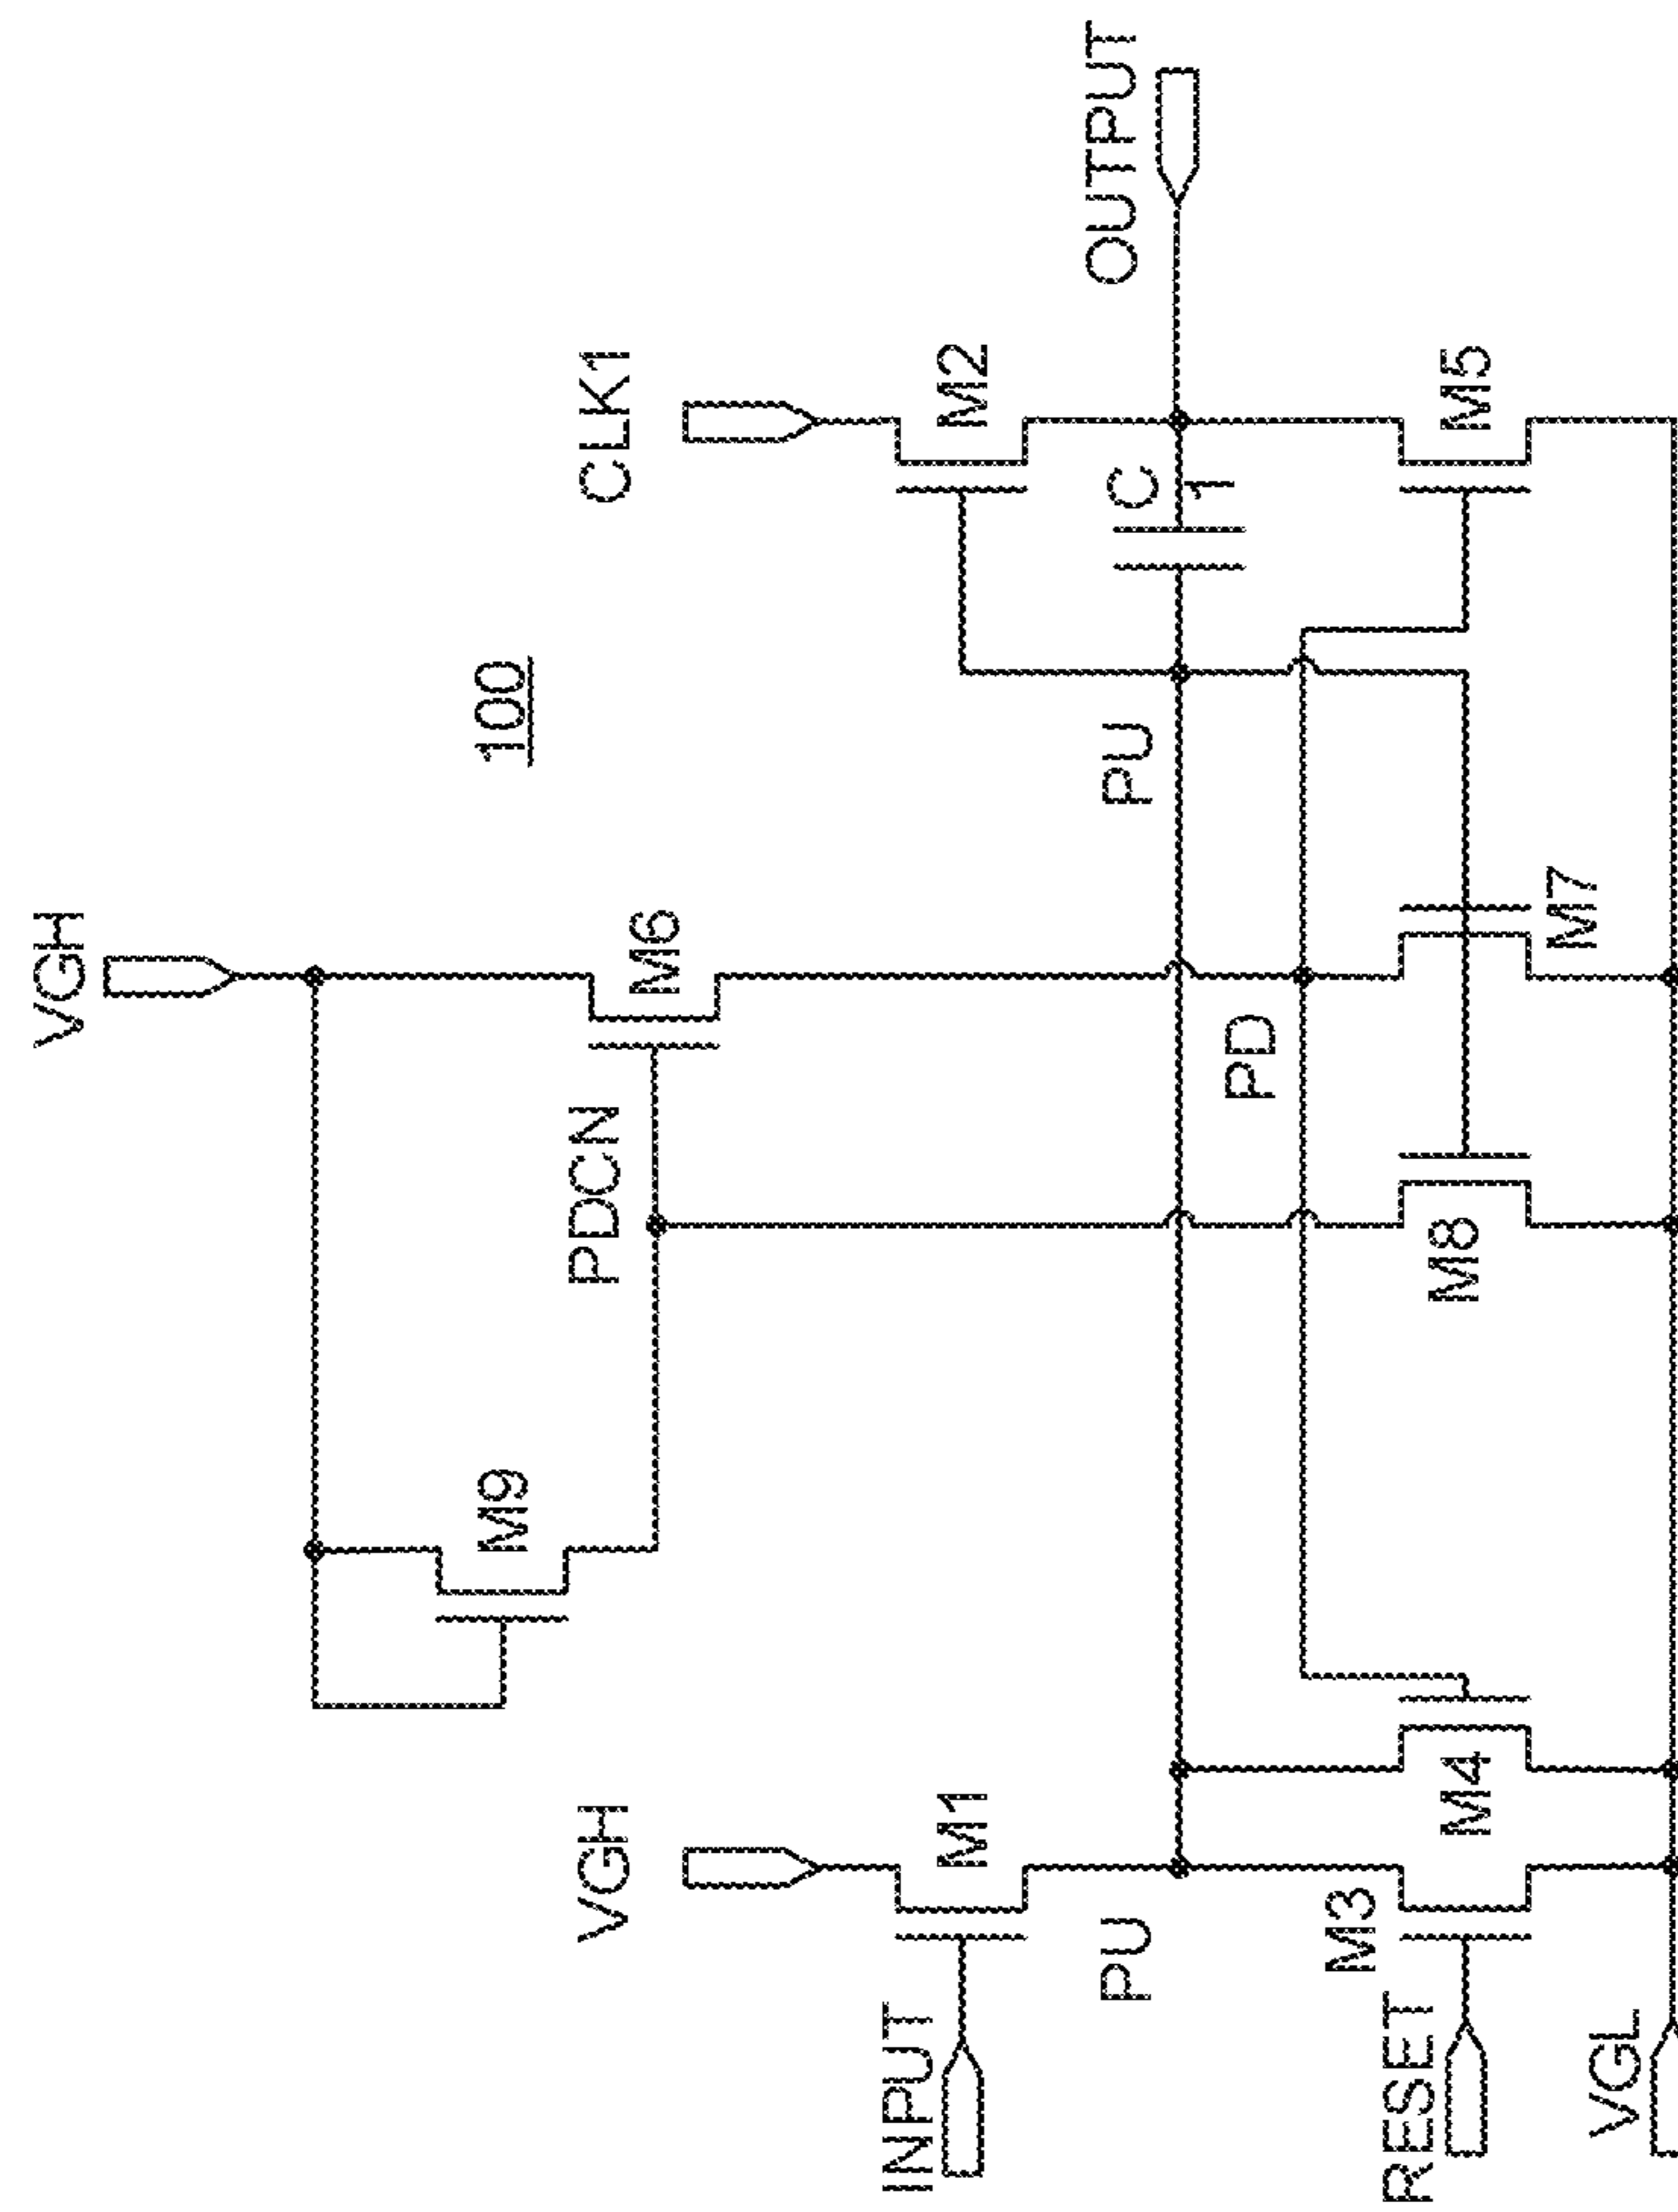 VGH
VGH
M9
PDCN
M6
100
CLK1
INPUT
M1
M2
PU
PU
C
1
OUTPUT
PD
RESET
M3
M4
M8
M7
M5
VGL